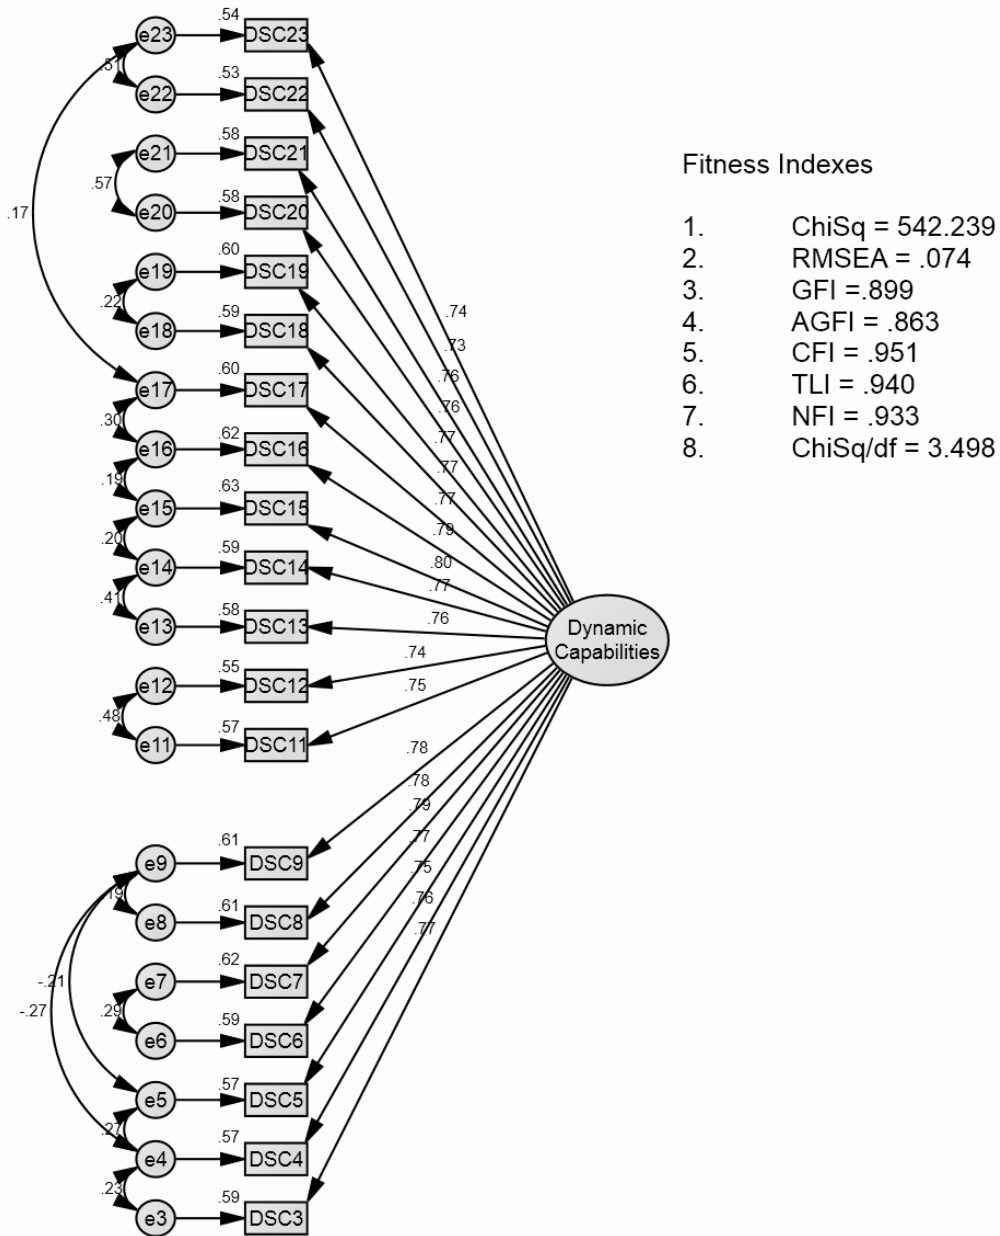 .54
e23
DSC23
.51
.53
e22
DSC22
.58
e21
DSC21
.57
.58
e20
DSC20
.17
.60
e19
DSC19
.22
.59
e18
DSC18
.60
e17
DSC17
.30
.62
e16
DSC16
.19
.63
e15
DSC15
.20
.59
e14
DSC14
.41
.58
e13
DSC13
.55
e12
DSC12
.48
.57
e11
DSC11
.61
e9
DSC9
.19
.61
e8
DSC8
-.21
-.27
.62
e7
DSC7
.29
.59
e6
DSC6
.57
e5
DSC5
.27
.57
e4
DSC4
.23
.59
e3
DSC3
.74
.73
.76
.76
.77
.77
.77
.79
.80
.77
.76
.74
.75
.78
.78
.79
.77
.75
.76
.77
Dynamic
Capabilities
Fitness Indexes
1. ChiSq = 542.239
2. RMSEA = .074
3. GFI =.899
4. AGFI = .863
5. CFI = .951
6. TLI = .940
7. NFI = .933
8. ChiSq/df = 3.498